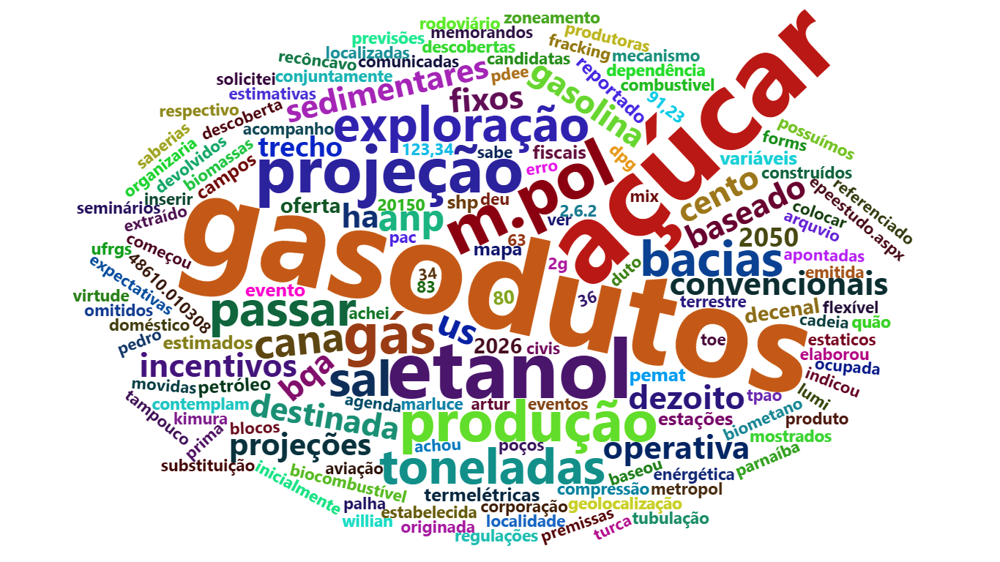 zoneamento
rodoviário
memorandos
produtoras
previsões
fracking
descobertas
localizadas
mecanismo
recôncavo
comunicadas
candidatas
reportado
dependência
solicitei
conjuntamente
sedimentares
pdee
gasolina
combustivel
açúcar
estimativas
fixos
91,23
respectivo
descoberta
acompanho
exploração
possuímos
saberias
trecho
123,34
sabe
fiscais
dpg
forms
organizaria
devolvidos
biomassas
campos
projeção
erro
m.pol
variáveis
construídos
referenciado
inserir
oferta
20150
shp
deu
mix
cento
baseado
epeestudo.aspx
seminários
extraído
gasodutos
ha
anp
ver
2.6.2
colocar
arquvio
ufrgs
começou
pac
63
mapa
2050
bacias
apontadas
expectativas
48610.010308
34
83
2g
duto
emitida
convencionais
virtude
evento
80
36
omitidos
passar
achei
terrestre
decenal
flexível
doméstico
us
cadeia
quão
pedro
estimados
cana
gás
2026
civis
toe
estaticos
elaborou
incentivos
bqa
sal
etanol
pemat
ocupada
indicou
movidas
petróleo
dezoito
tpao
lumi
tampouco
contemplam
destinada
agenda
marluce
artur
eventos
kimura
prima
blocos
produção
estações
biometano
produto
mostrados
projeções
achou
poços
operativa
parnaíba
substituição
inicialmente
aviação
toneladas
baseou
enérgética
biocombustível
termelétricas
compressão
metropol
palha
estabelecida
corporação
geolocalização
willian
originada
localidade
premissas
turca
tubulação
regulações